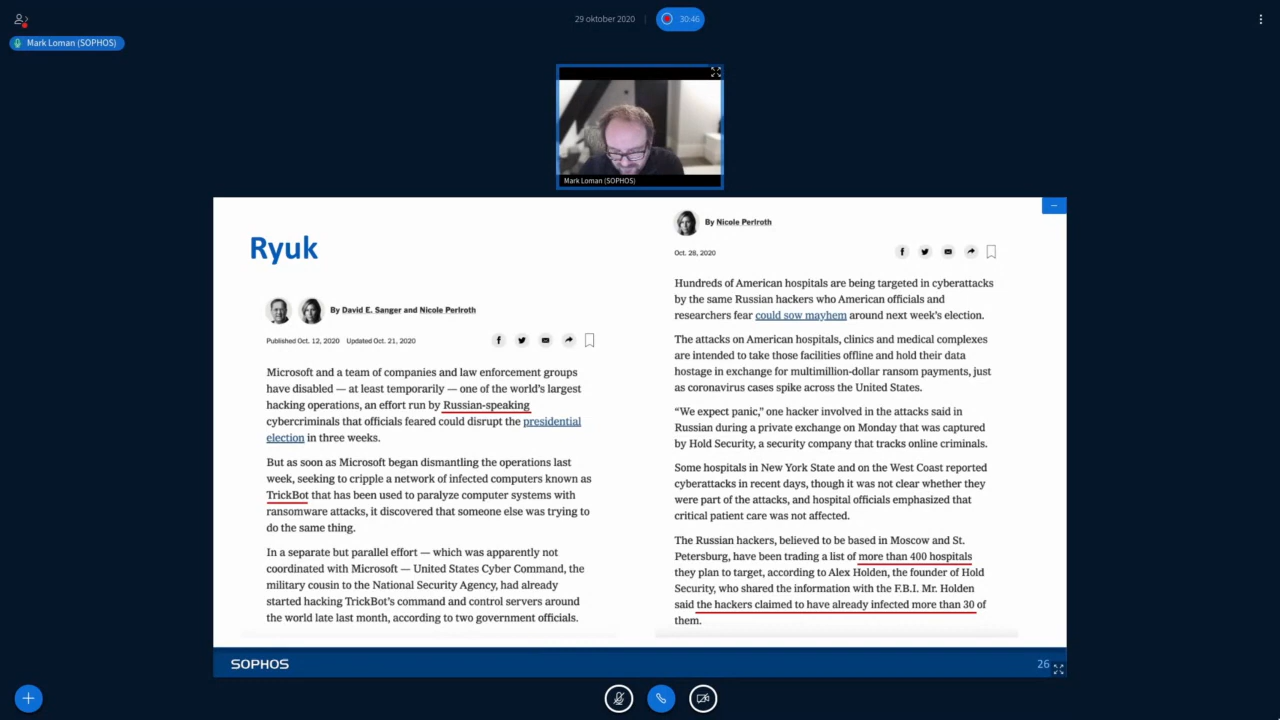 29 oktober 2020
30:46
Mark Loman (SOPHOS)
Mark Loman (SOPHOS)
Ryuk
By David E. Sanger and Nicole Perlroth
Published Oct. 12, 2020 Updated Oct. 21, 2020
Microsoft and a team of companies and law enforcement groups
have disabled — at least temporarily — one of the world’s largest
hacking operations, an effort run by Russian-speaking
cybercriminals that officials feared could disrupt the presidential
election in three weeks.
But as soon as Microsoft began dismantling the operations last
week, seeking to cripple a network of infected computers known as
TrickBot that has been used to paralyze computer systems with
ransomware attacks, it discovered that someone else was trying to
do the same thing.
In a separate but parallel effort — which was apparently not
coordinated with Microsoft — United States Cyber Command, the
military cousin to the National Security Agency, had already
started hacking TrickBot’s command and control servers around
the world late last month, according to two government officials.
By Nicole Perlroth
Oct. 28, 2020
Hundreds of American hospitals are being targeted in cyberattacks
by the same Russian hackers who American officials and
researchers fear could sow mayhem around next week’s election.
The attacks on American hospitals, clinics and medical complexes
are intended to take those facilities offline and hold their data
hostage in exchange for multimillion-dollar ransom payments, just
as coronavirus cases spike across the United States.
“We expect panic,” one hacker involved in the attacks said in
Russian during a private exchange on Monday that was captured
by Hold Security, a security company that tracks online criminals.
Some hospitals in New York State and on the West Coast reported
cyberattacks in recent days, though it was not clear whether they
were part of the attacks, and hospital officials emphasized that
critical patient care was not affected.
The Russian hackers, believed to be based in Moscow and St.
Petersburg, have been trading a list of more than 400 hospitals
they plan to target, according to Alex Holden, the founder of Hold
Security, who shared the information with the F.B.I. Mr. Holden
said the hackers claimed to have already infected more than 30 of
them.
SOPHOS
26